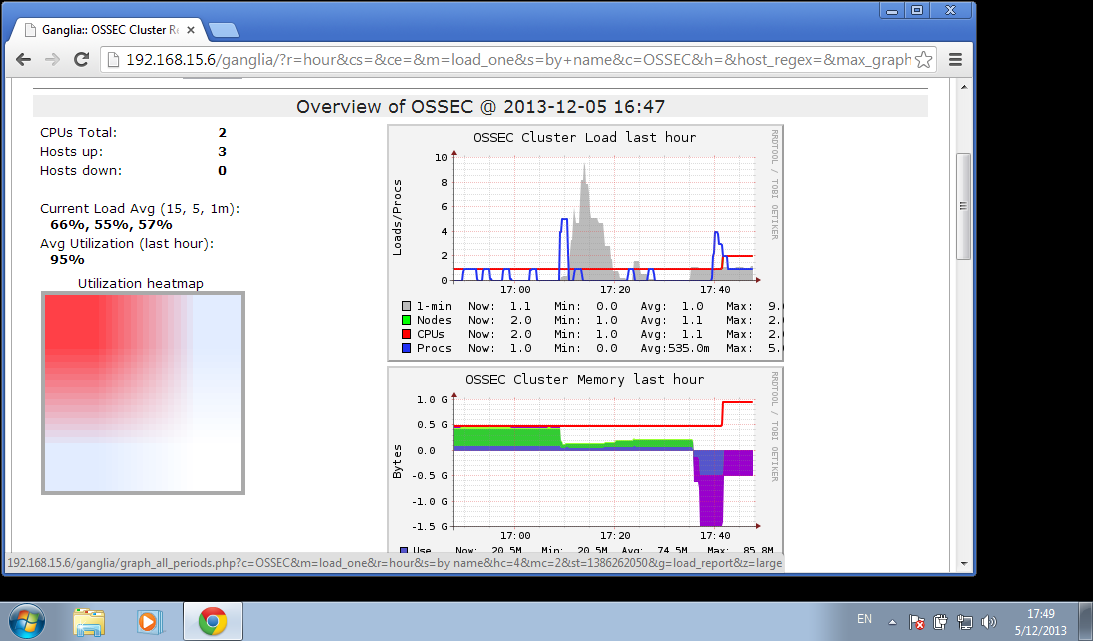 Ganglia:: OSSEC Cluster Re
192.168.15.6/ganglia/?r=hour&cs=&ce=&m=load_one&s=by+name&c=OSSEC&h=&host_regex=&max_graph
Overview of OSSEC @ 2013-12-05 16:47
CPUs Total: 2
Hosts up: 3
Hosts down: 0
Current Load Avg (15, 5, 1m):
66%, 55%, 57%
Avg Utilization (last hour):
95%
Utilization heatmap
OSSEC Cluster Load last hour
RRDTOOL / TOBI OETIKER
Loads/Procs
10
8
6
4
2
0
17:00 17:20 17:40
1-min Now: 1.1 Min: 0.0 Avg: 1.0 Max: 9.
Nodes Now: 2.0 Min: 1.0 Avg: 1.1 Max: 2.
CPUs Now: 2.0 Min: 1.0 Avg: 1.1 Max: 2.
Procs Now: 1.0 Min: 0.0 Avg:535.0m Max: 5.
OSSEC Cluster Memory last hour
RRDTOOL / TOBI OETIKER
Bytes
1.0 G
0.5 G
0.0
-0.5 G
-1.0 G
-1.5 G
17:00 17:20 17:40
Use Now: 20.5M Min: 20.5M Avg: 74.5M Max: 85.8M
192.168.15.6/ganglia/graph_all_periods.php?c=OSSEC&m=load_one&r=hour&s=by name&hc=4&mc=2&st=1386262050&g=load_report&z=large
EN
17:49
5/12/2013